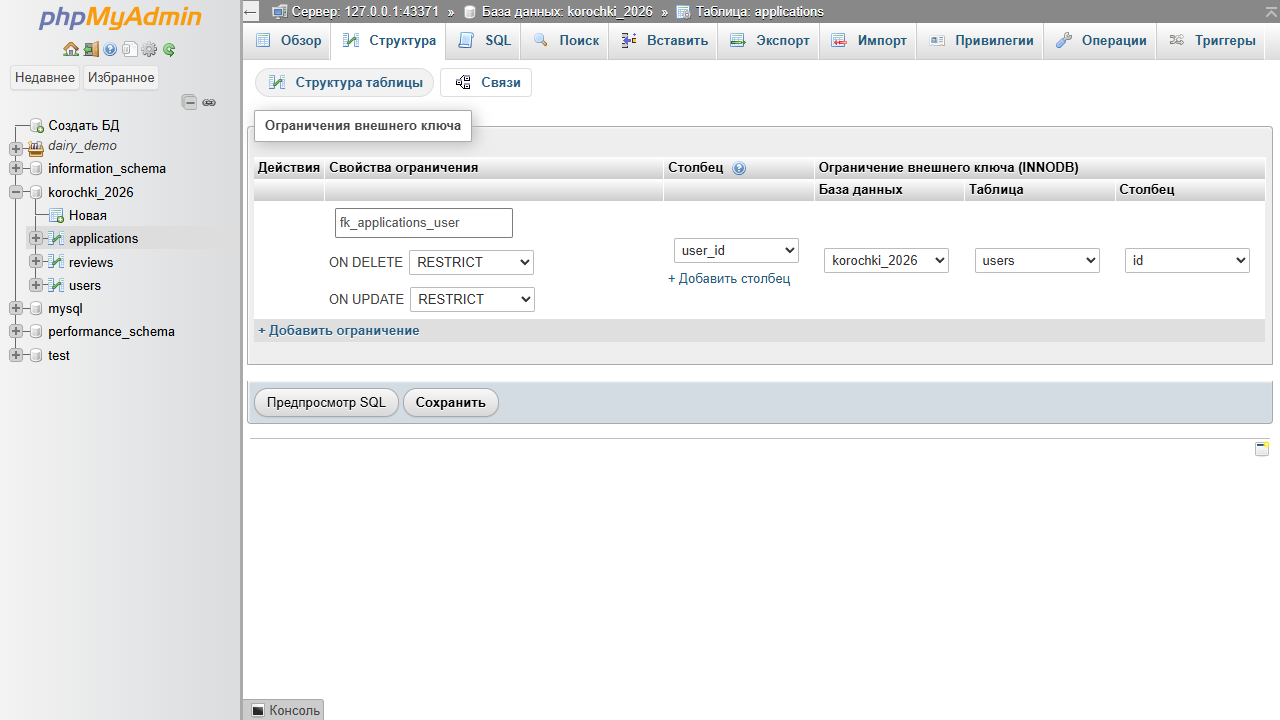 phpMyAdmin
Недавнее
Избранное
Создать БД
dairy_demo
information_schema
korochki_2026
Новая
applications
reviews
users
mysql
performance_schema
test
Сервер: 127.0.0.1:43371 » База данных: korochki_2026 » Таблица: applications
Обзор
Структура
SQL
Поиск
Вставить
Экспорт
Импорт
Привилегии
Операции
Триггеры
Структура таблицы
Связи
Ограничения внешнего ключа
Действия
Свойства ограничения
Столбец
Ограничение внешнего ключа (INNODB)
База данных
Таблица
Столбец
fk_applications_user
ON DELETE RESTRICT
ON UPDATE RESTRICT
user_id
+ Добавить столбец
korochki_2026
users
id
+ Добавить ограничение
Предпросмотр SQL
Сохранить
Консоль